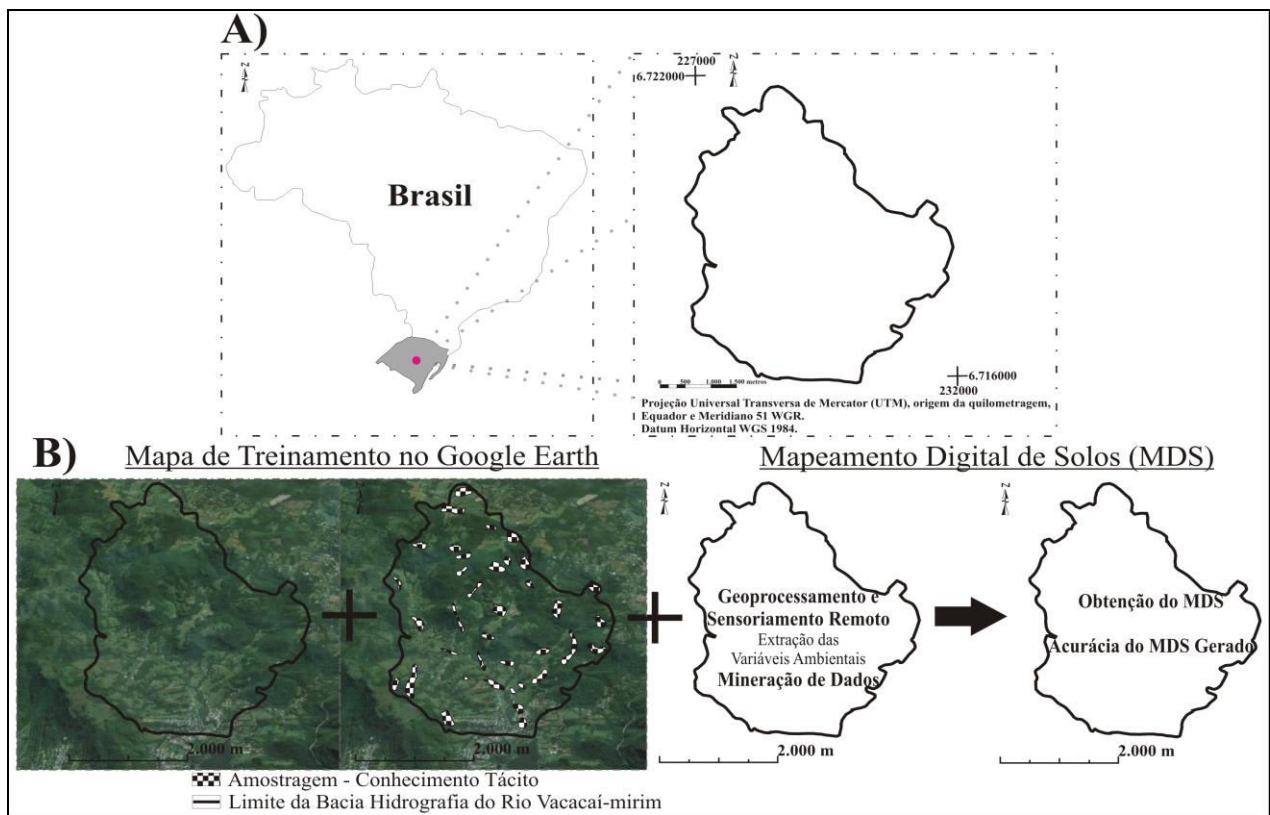 A)
N
Brasil
227000
6.722000
N
6.716000
232000
0 500 1.000 1.500 metros
Projeção Universal Transversa de Mercator (UTM), origem da quilometragem,
Equador e Meridiano 51 WGR.
Datum Horizontal WGS 1984.
B)
Mapa de Treinamento no Google Earth
Mapeamento Digital de Solos (MDS)
N
N
Geoprocessamento e
Sensoriamento Remoto
Extração das
Variáveis Ambientais
Mineração de Dados
Obtenção do MDS
Acurácia do MDS Gerado
2.000 m
2.000 m
2.000 m
2.000 m
Amostragem - Conhecimento Tácito
Limite da Bacia Hidrografia do Rio Vacacaí-mirim